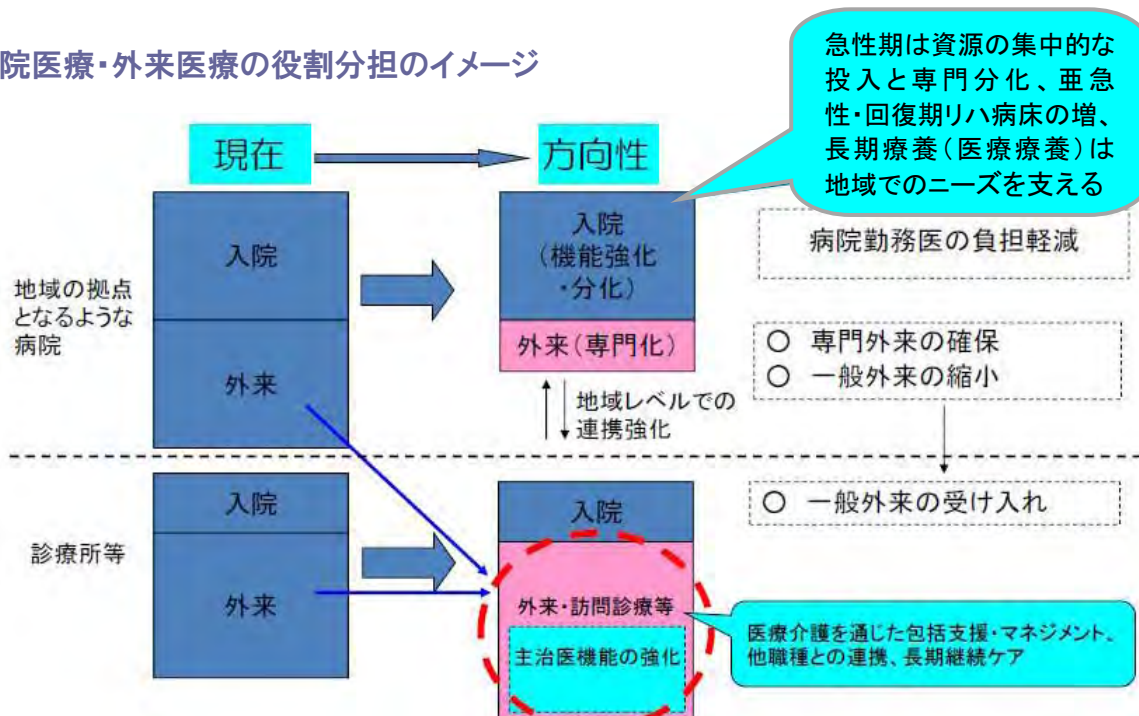 院医療・外来医療の役割分担のイメージ
急性期は資源の集中的な
投入と専門分化、亜急
性・回復期リハ病床の増、
長期療養(医療療養)は
地域でのニーズを支える
現在
方向性
地域の拠点
となるような
病院
入院
外来
入院
(機能強化
・分化)
外来(専門化)
病院勤務医の負担軽減
○ 専門外来の確保
○ 一般外来の縮小
地域レベルでの
連携強化
診療所等
入院
外来
入院
外来・訪問診療等
主治医機能の強化
○ 一般外来の受け入れ
医療介護を通じた包括支援・マネジメント、
他職種との連携、長期継続ケア